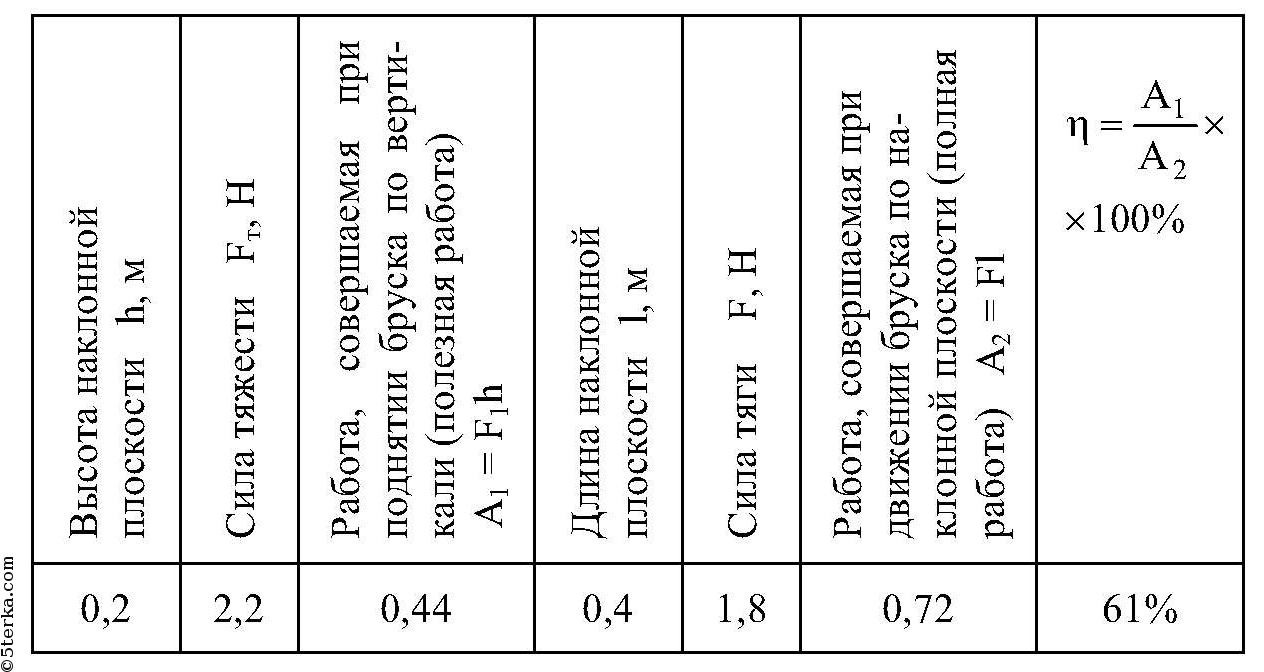 Высота наклонной
плоскости h, м
Сила тяжести Fт, Н
Работа, совершаемая при
поднятии бруска по верти-
кали (полезная работа)
A1 = F1h
Длина наклонной
плоскости l, м
Сила тяги F, Н
Работа, совершаемая при
движении бруска по на-
клонной плоскости (полная
работа) A2 = Fl
η = A1/A2 ×
×100%
0,2
2,2
0,44
0,4
1,8
0,72
61%
©5terka.com